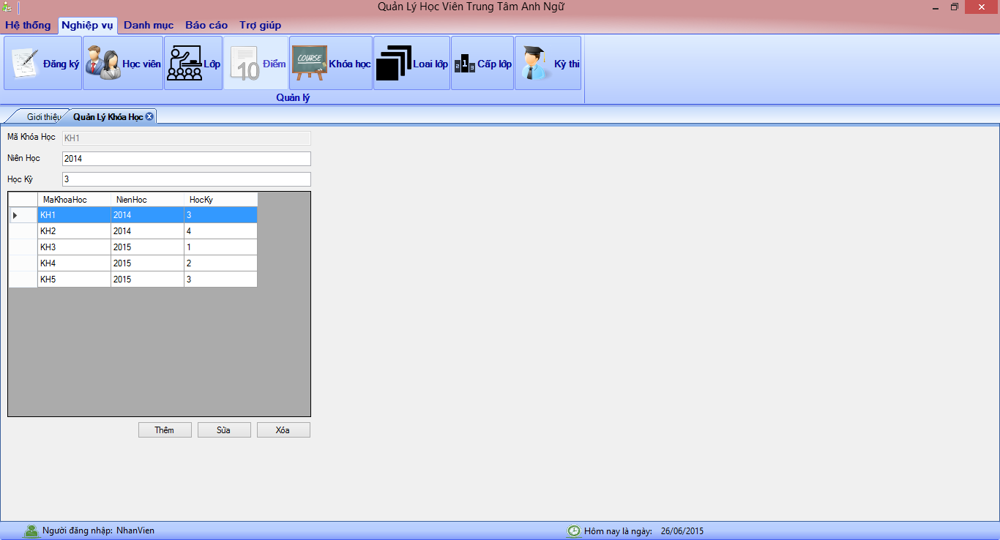 Quản Lý Học Viên Trung Tâm Anh Ngữ
Hệ thống Nghiệp vụ Danh mục Báo cáo Trợ giúp
Đăng ký Học viên Lớp 10 Điểm COURSE Khóa học Loai lớp 2 1 3 Cấp lớp Kỳ thi
Quản lý
Giới thiệu Quản Lý Khóa Học
Mã Khóa Học KH1
Niên Học 2014
Học Kỳ 3
MaKhoaHoc NienHoc HocKy
KH1 2014 3
KH2 2014 4
KH3 2015 1
KH4 2015 2
KH5 2015 3
Thêm Sửa Xóa
Người đăng nhập: NhanVien Hôm nay là ngày: 26/06/2015